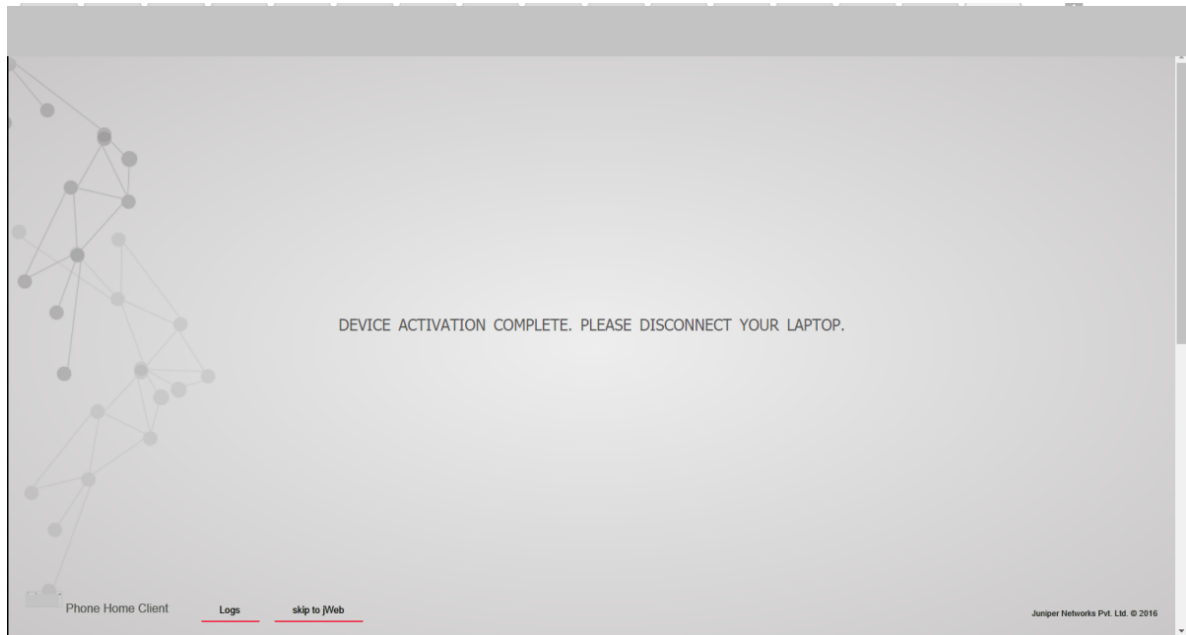 DEVICE ACTIVATION COMPLETE. PLEASE DISCONNECT YOUR LAPTOP.
Phone Home Client
Logs
skip to jWeb
Juniper Networks Pvt. Ltd. © 2016